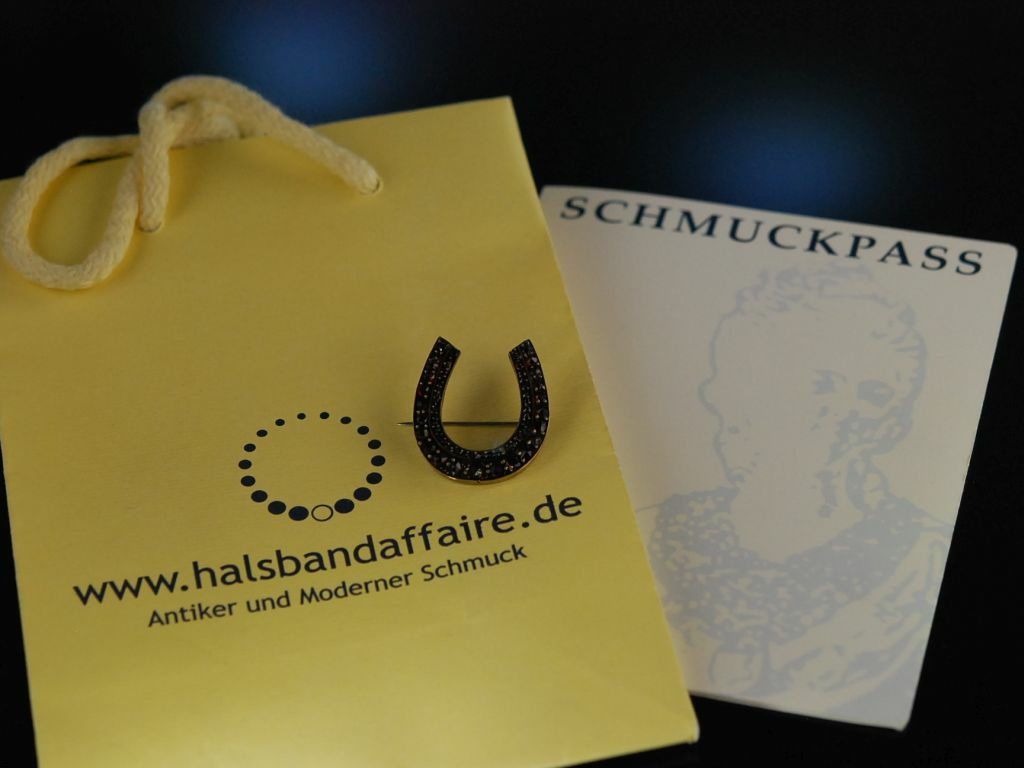 SCHMUCKPASS
www.halsbandaffaire.de
Antiker und Moderner Schmuck